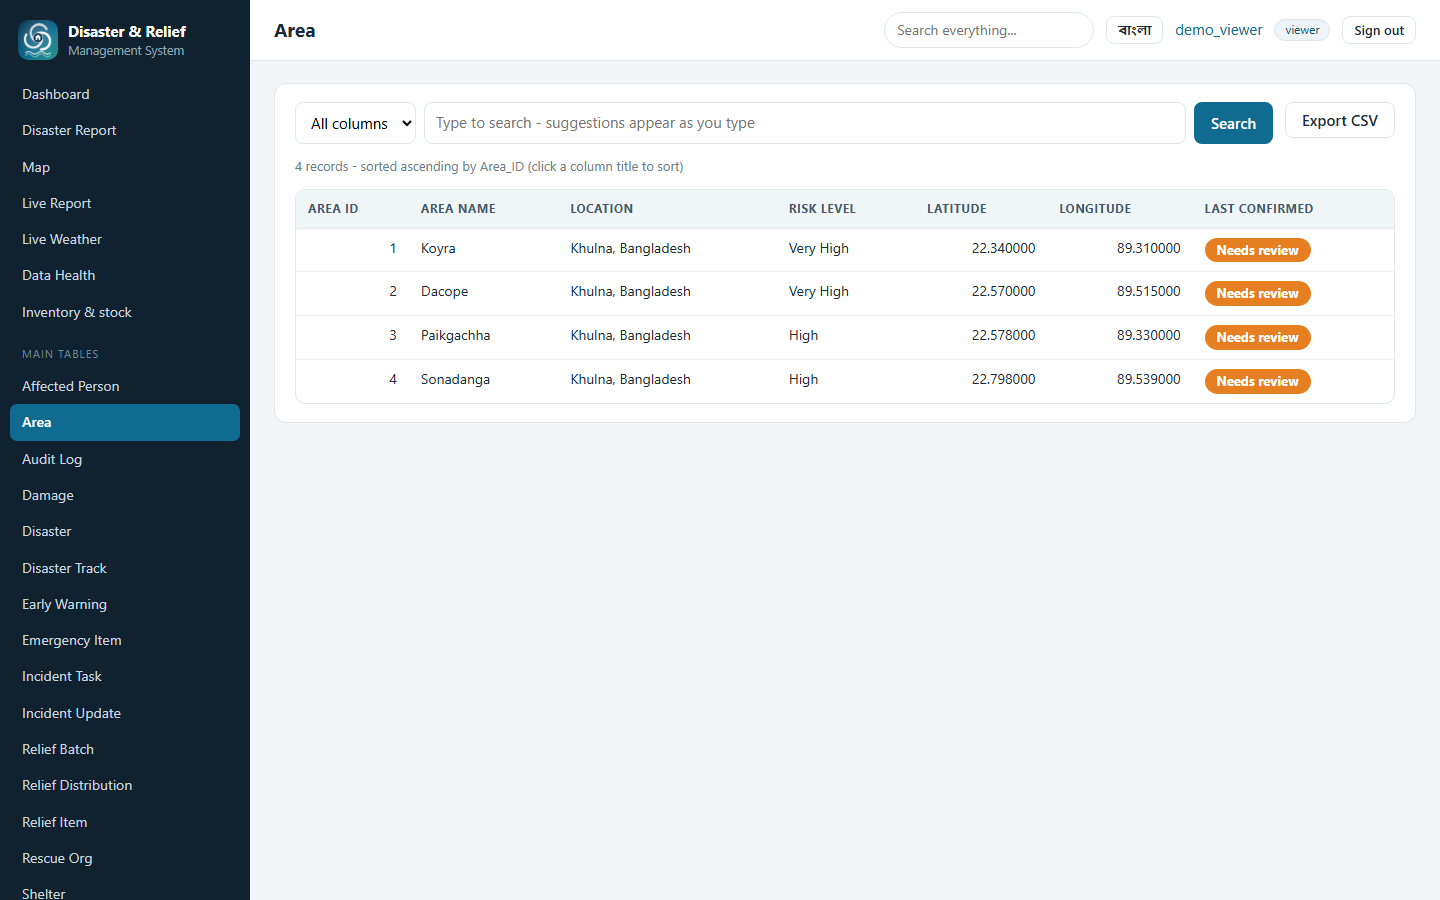 Disaster & Relief
Management System
Dashboard
Disaster Report
Map
Live Report
Live Weather
Data Health
Inventory & stock
MAIN TABLES
Affected Person
Area
Audit Log
Damage
Disaster
Disaster Track
Early Warning
Emergency Item
Incident Task
Incident Update
Relief Batch
Relief Distribution
Relief Item
Rescue Org
Shelter
Area
Search everything...
বাংলা
demo_viewer
viewer
Sign out
All columns
Type to search - suggestions appear as you type
Search
Export CSV
4 records - sorted ascending by Area_ID (click a column title to sort)
AREA ID AREA NAME LOCATION RISK LEVEL LATITUDE LONGITUDE LAST CONFIRMED
1 Koyra Khulna, Bangladesh Very High 22.340000 89.310000 Needs review
2 Dacope Khulna, Bangladesh Very High 22.570000 89.515000 Needs review
3 Paikgachha Khulna, Bangladesh High 22.578000 89.330000 Needs review
4 Sonadanga Khulna, Bangladesh High 22.798000 89.539000 Needs review